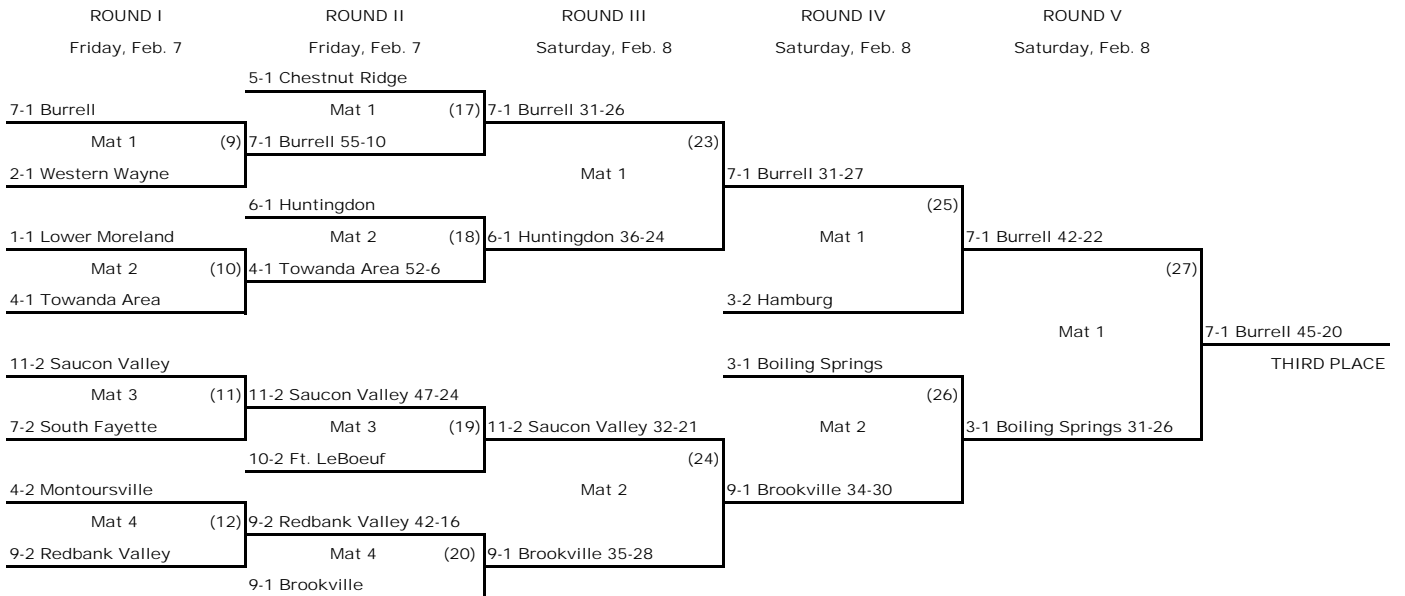 ROUND I ROUND II ROUND III ROUND IV ROUND V
Friday, Feb. 7 Friday, Feb. 7 Saturday, Feb. 8 Saturday, Feb. 8 Saturday, Feb. 8
5-1 Chestnut Ridge
7-1 Burrell Mat 1 (17) 7-1 Burrell 31-26
Mat 1 (9) 7-1 Burrell 55-10 (23)
2-1 Western Wayne Mat 1 7-1 Burrell 31-27
6-1 Huntingdon (25)
1-1 Lower Moreland Mat 2 (18) 6-1 Huntingdon 36-24 Mat 1 7-1 Burrell 42-22
Mat 2 (10) 4-1 Towanda Area 52-6 (27)
4-1 Towanda Area 3-2 Hamburg
Mat 1 7-1 Burrell 45-20
11-2 Saucon Valley 3-1 Boiling Springs THIRD PLACE
Mat 3 (11) 11-2 Saucon Valley 47-24 (26)
7-2 South Fayette Mat 3 (19) 11-2 Saucon Valley 32-21 Mat 2 3-1 Boiling Springs 31-26
10-2 Ft. LeBoeuf (24)
4-2 Montoursville Mat 2 9-1 Brookville 34-30
Mat 4 (12) 9-2 Redbank Valley 42-16
9-2 Redbank Valley Mat 4 (20) 9-1 Brookville 35-28
9-1 Brookville